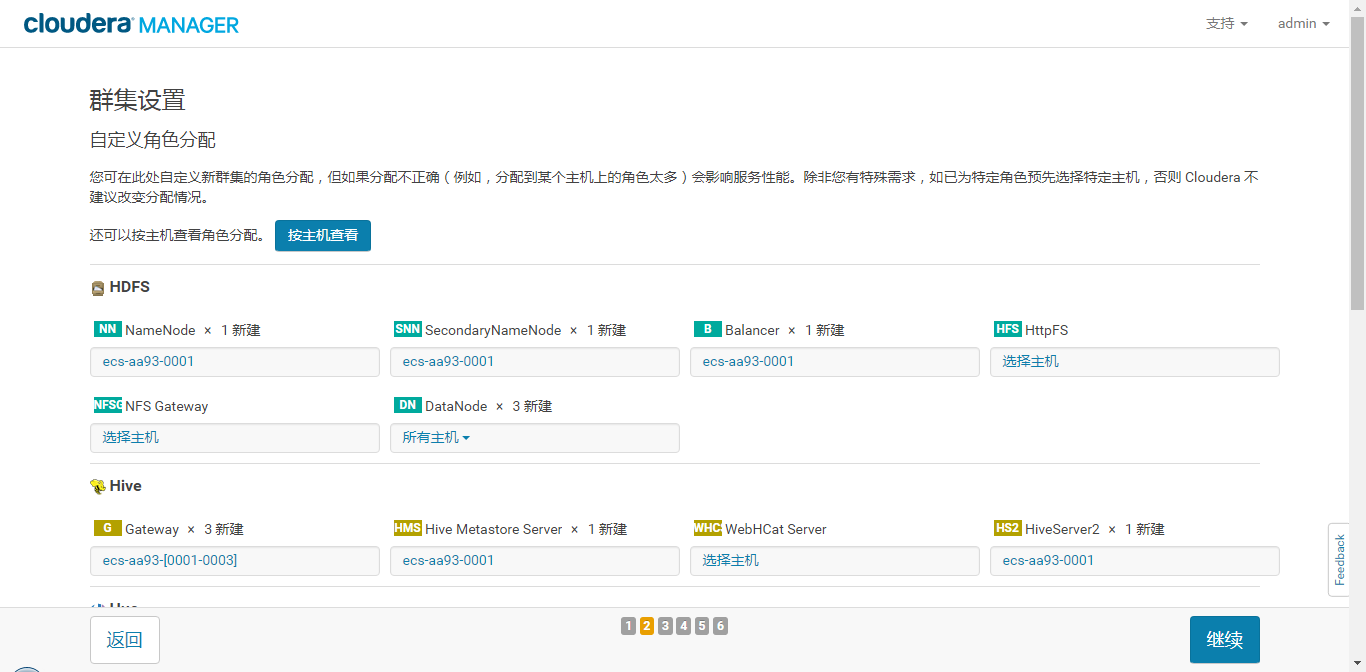 cloudera MANAGER
支持
admin
群集设置
自定义角色分配
您可在此处自定义新群集的角色分配，但如果分配不正确（例如，分配到某个主机上的角色太多）会影响服务性能。除非您有特殊需求，如已为特定角色预先选择特定主机，否则 Cloudera 不
建议改变分配情况。
还可以按主机查看角色分配。 按主机查看
HDFS
NN NameNode × 1 新建
SNN SecondaryNameNode × 1 新建
B Balancer × 1 新建
HFS HttpFS
ecs-aa93-0001
ecs-aa93-0001
ecs-aa93-0001
选择主机
NFSG NFS Gateway
DN DataNode × 3 新建
选择主机
所有主机
Hive
G Gateway × 3 新建
HMS Hive Metastore Server × 1 新建
WHC WebHCat Server
HS2 HiveServer2 × 1 新建
ecs-aa93-[0001-0003]
ecs-aa93-0001
选择主机
ecs-aa93-0001
Feedback
返回
1 2 3 4 5 6
继续